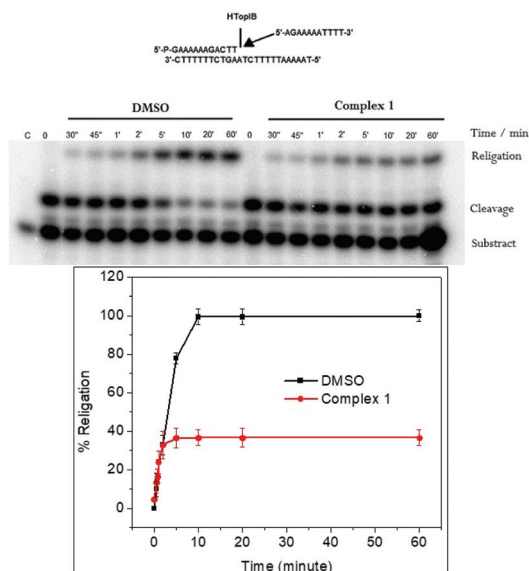 HTopIB
5'-AGAAAAATTTT-3'
5'-P-GAAAAAAGACTT
3'-CTTTTTTCTGAATCTTTTTAAAAT-5'
DMSO Complex 1
C 0 30" 45" 1' 2' 5' 10' 20' 60' 0 30" 45" 1' 2' 5' 10' 20' 60' Time / min
Religation
Cleavage
Substract
120
100
80
60
40
20
0
% Religation
DMSO
Complex 1
0 10 20 30 40 50 60
Time (minute)